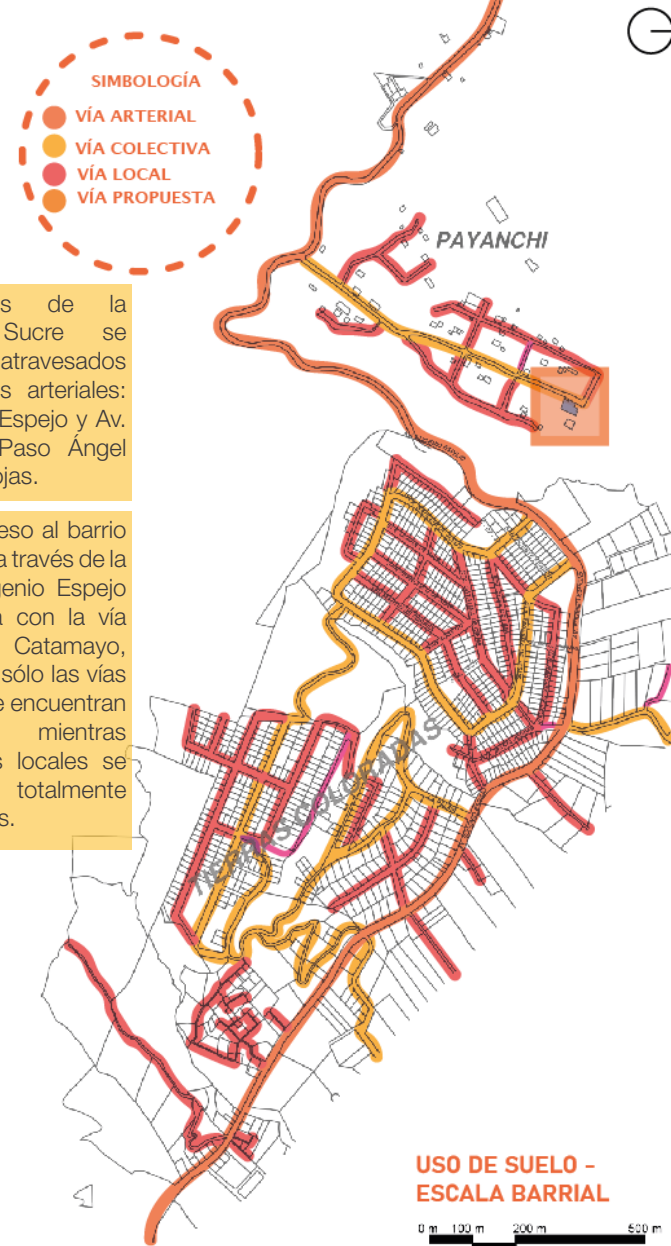 SIMBOLOGÍA
VÍA ARTERIAL
VÍA COLECTIVA
VÍA LOCAL
VÍA PROPUESTA
PAYANCHI
s de la
Sucre se
atravesados
s arteriales:
Espejo y Av.
Paso Ángel
ojas.
eso al barrio
a través de la
genio Espejo
a con la vía
Catamayo,
sólo las vías
e encuentran
mientras
s locales se
totalmente
s.
TIERRAS COLORADAS
USO DE SUELO -
ESCALA BARRIAL
0 m 100 m 200 m 500 m